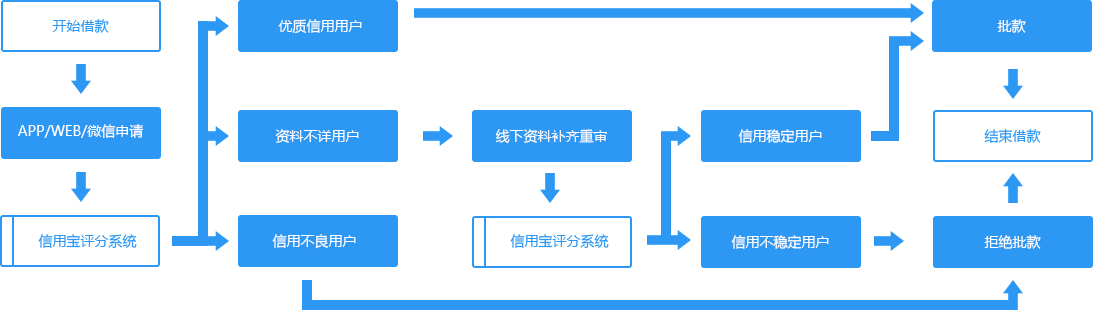 开始借款
优质信用用户
批款
APP/WEB/微信申请
资料不详用户
线下资料补齐重审
信用稳定用户
结束借款
信用宝评分系统
信用不良用户
信用宝评分系统
信用不稳定用户
拒绝批款